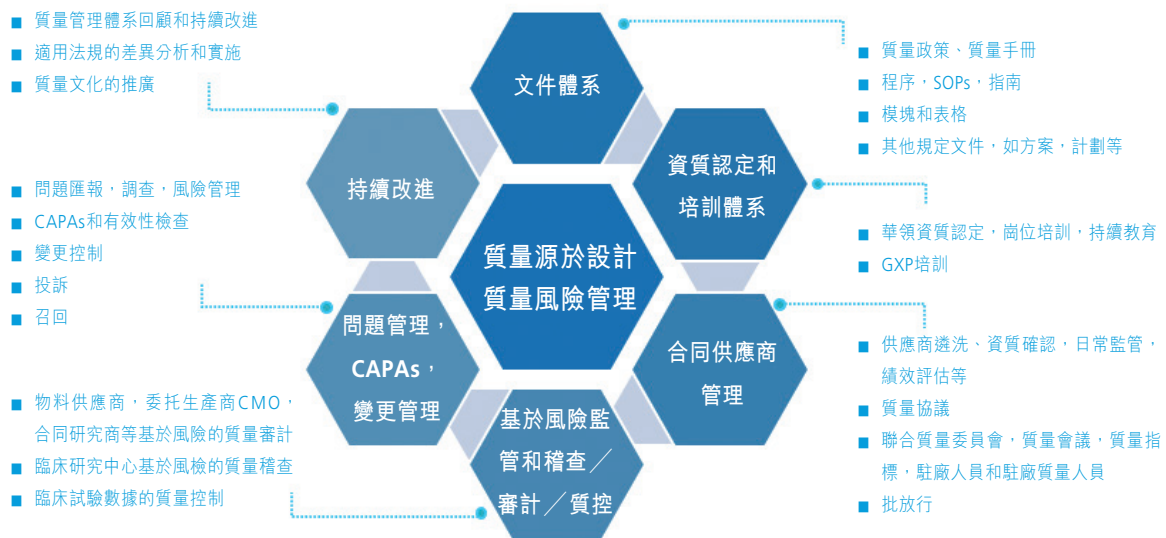 ■ 質量管理體系回顧和持續改進
■ 適用法規的差異分析和實施
■ 質量文化的推廣
文件體系
■ 質量政策、質量手冊
■ 程序，SOPs，指南
■ 模塊和表格
■ 其他規定文件，如方案，計劃等
持續改進
資質認定和
培訓體系
■ 問題匯報，調查，風險管理
■ CAPAs和有效性檢查
■ 變更控制
■ 投訴
■ 召回
質量源於設計
質量風險管理
■ 華領資質認定，崗位培訓，持續教育
■ GXP培訓
問題管理，
CAPAs，
變更管理
合同供應商
管理
■ 供應商遴洗、資質確認，日常監管，
績效評估等
■ 質量協議
■ 聯合質量委員會，質量會議，質量指
標，駐廠人員和駐廠質量人員
■ 批放行
■ 物料供應商，委托生產商CMO，
合同研究商等基於風險的質量審計
■ 臨床研究中心基於風檢的質量稽查
■ 臨床試驗數據的質量控制
基於風險監
管和稽查／
審計／質控